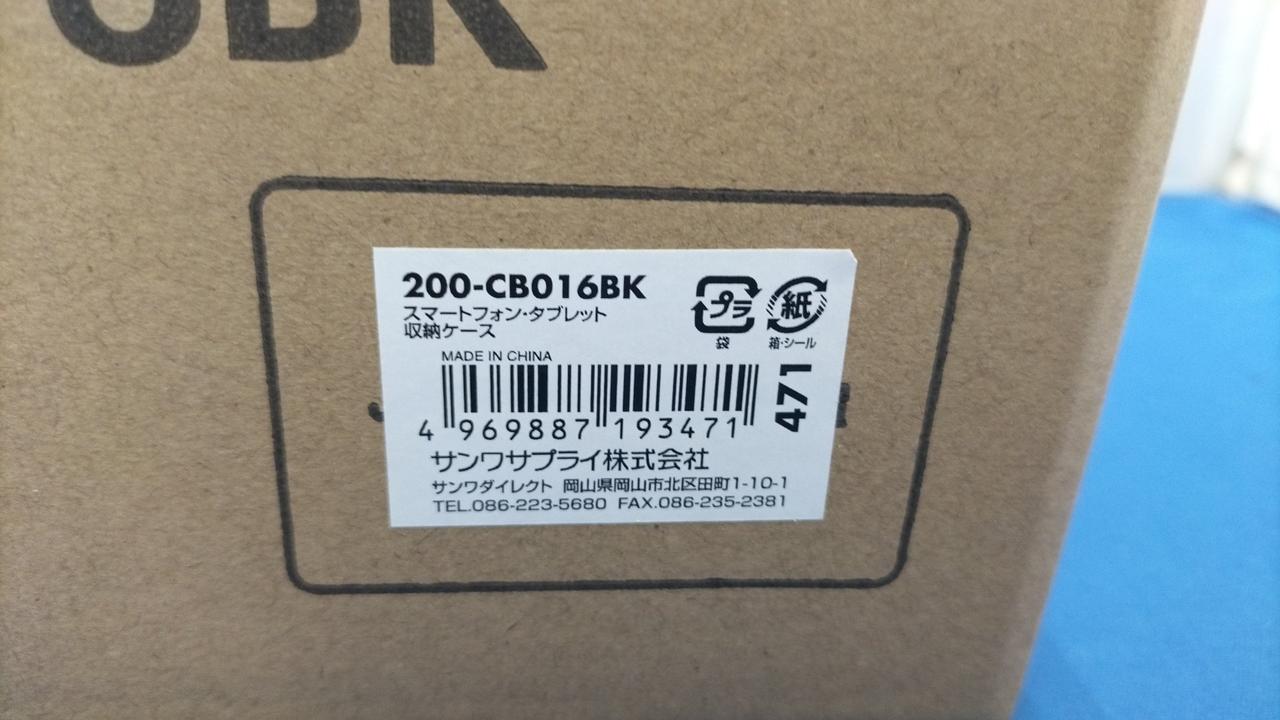 6BK
200-CB016BK
スマートフォン・タブレット
収納ケース
プラ
袋
紙
箱・シール
MADE IN CHINA
4 969887 193471
471
サンワサプライ株式会社
サンワダイレクト 岡山県岡山市北区田町1-10-1
TEL.086-223-5680 FAX.086-235-2381